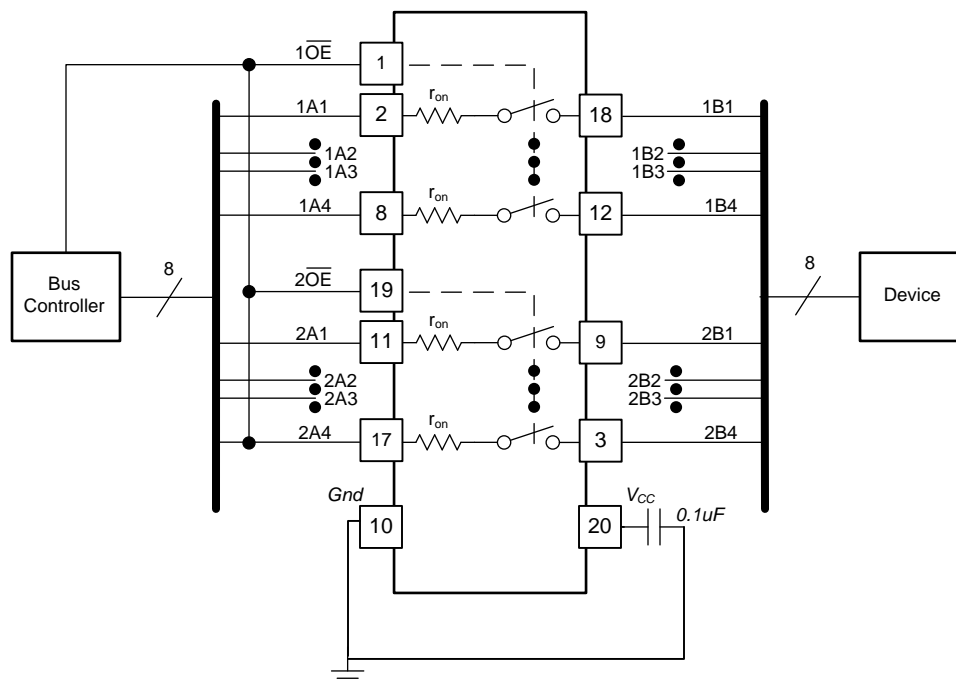 1O̅E̅
1
1A1
2
r_on
18
1B1
1A2
1A3
1B2
1B3
1A4
8
r_on
12
1B4
Bus
Controller
8
2O̅E̅
19
8
Device
2A1
11
r_on
9
2B1
2A2
2A3
2B2
2B3
2A4
17
r_on
3
2B4
Gnd
10
20
V_CC
0.1uF